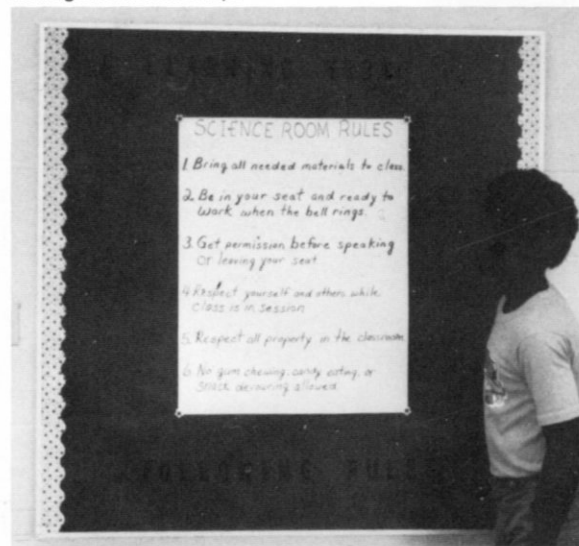 LEARNING
SCIENCE ROOM RULES
1. Bring all needed materials to class.
2. Be in your seat and ready to
work when the bell rings.
3. Get permission before speaking
or leaving your seat.
4. Respect yourself and others while
class is in session
5. Respect all property in the classroom
6. No gum chewing, candy eating, or
snack devouring allowed.
FOLLOWING RULES